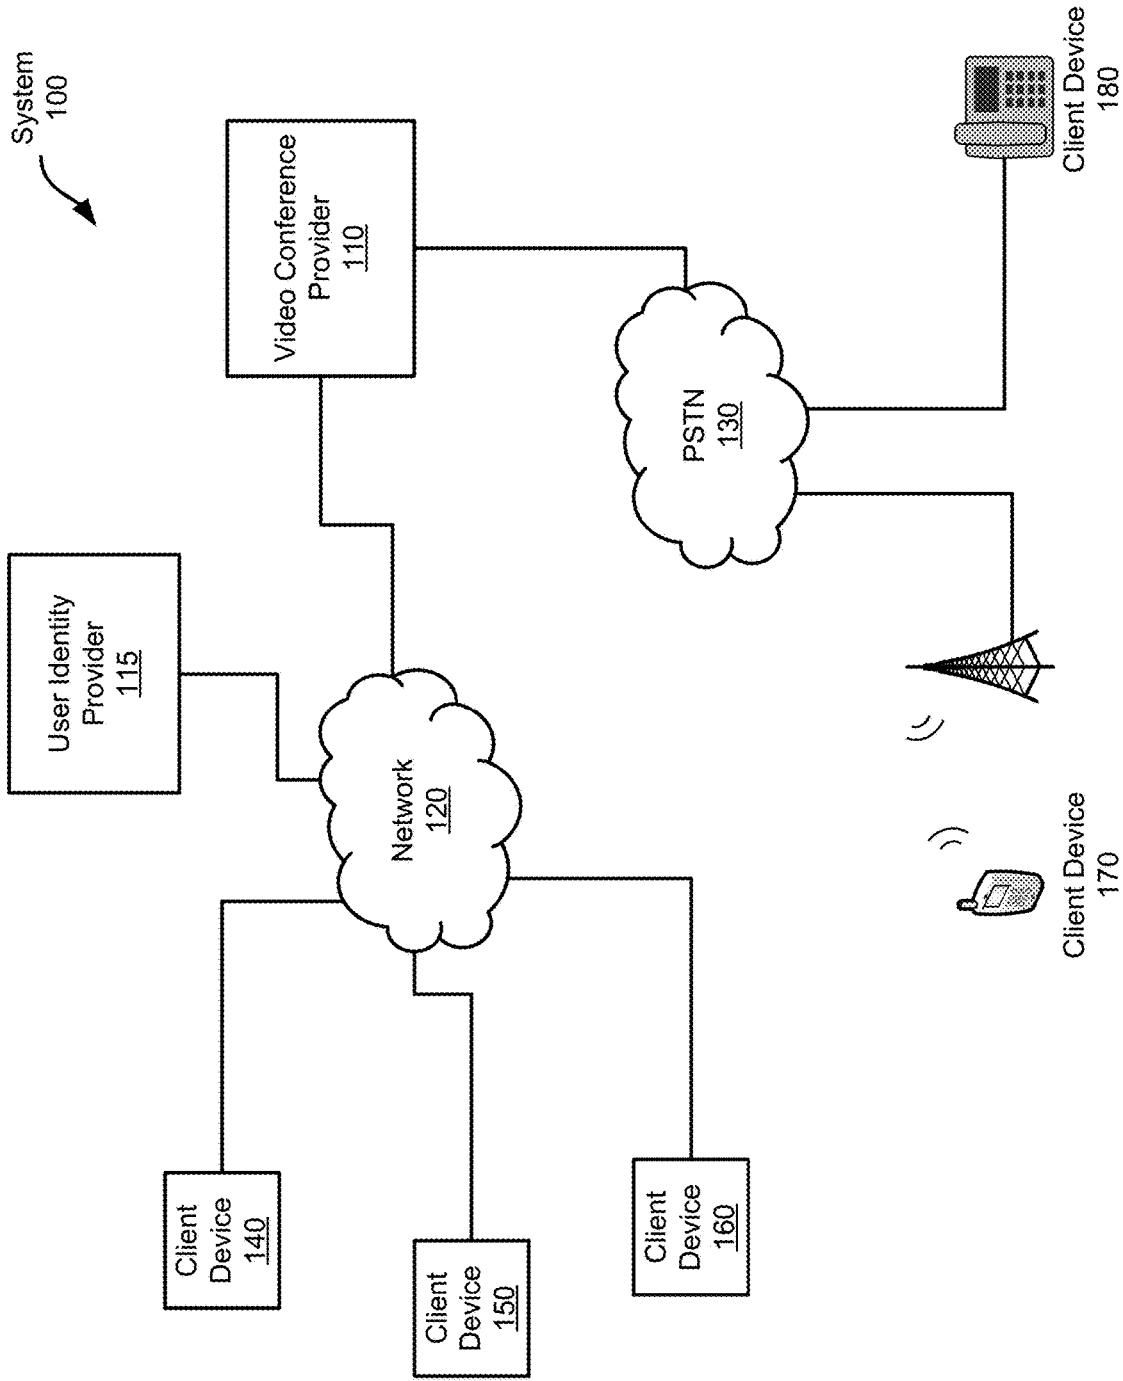 System
100
User Identity
Provider
115
Video Conference
Provider
110
Client
Device
140
Network
120
Client
Device
150
PSTN
130
Client
Device
160
Client Device
170
Client Device
180